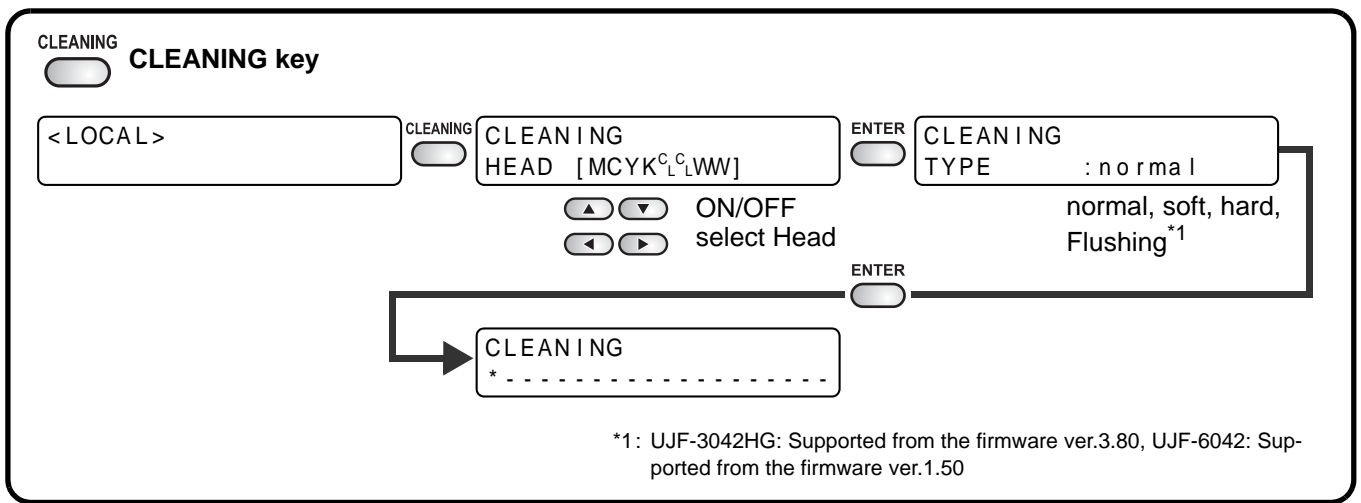 CLEANING
CLEANING key
<LOCAL>
CLEANING
CLEANING
HEAD [MCYKCLCLWW]
ENTER
CLEANING
TYPE :normal
ON/OFF
select Head
normal, soft, hard,
Flushing*1
ENTER
CLEANING
*-------------------
*1: UJF-3042HG: Supported from the firmware ver.3.80, UJF-6042: Sup-
ported from the firmware ver.1.50